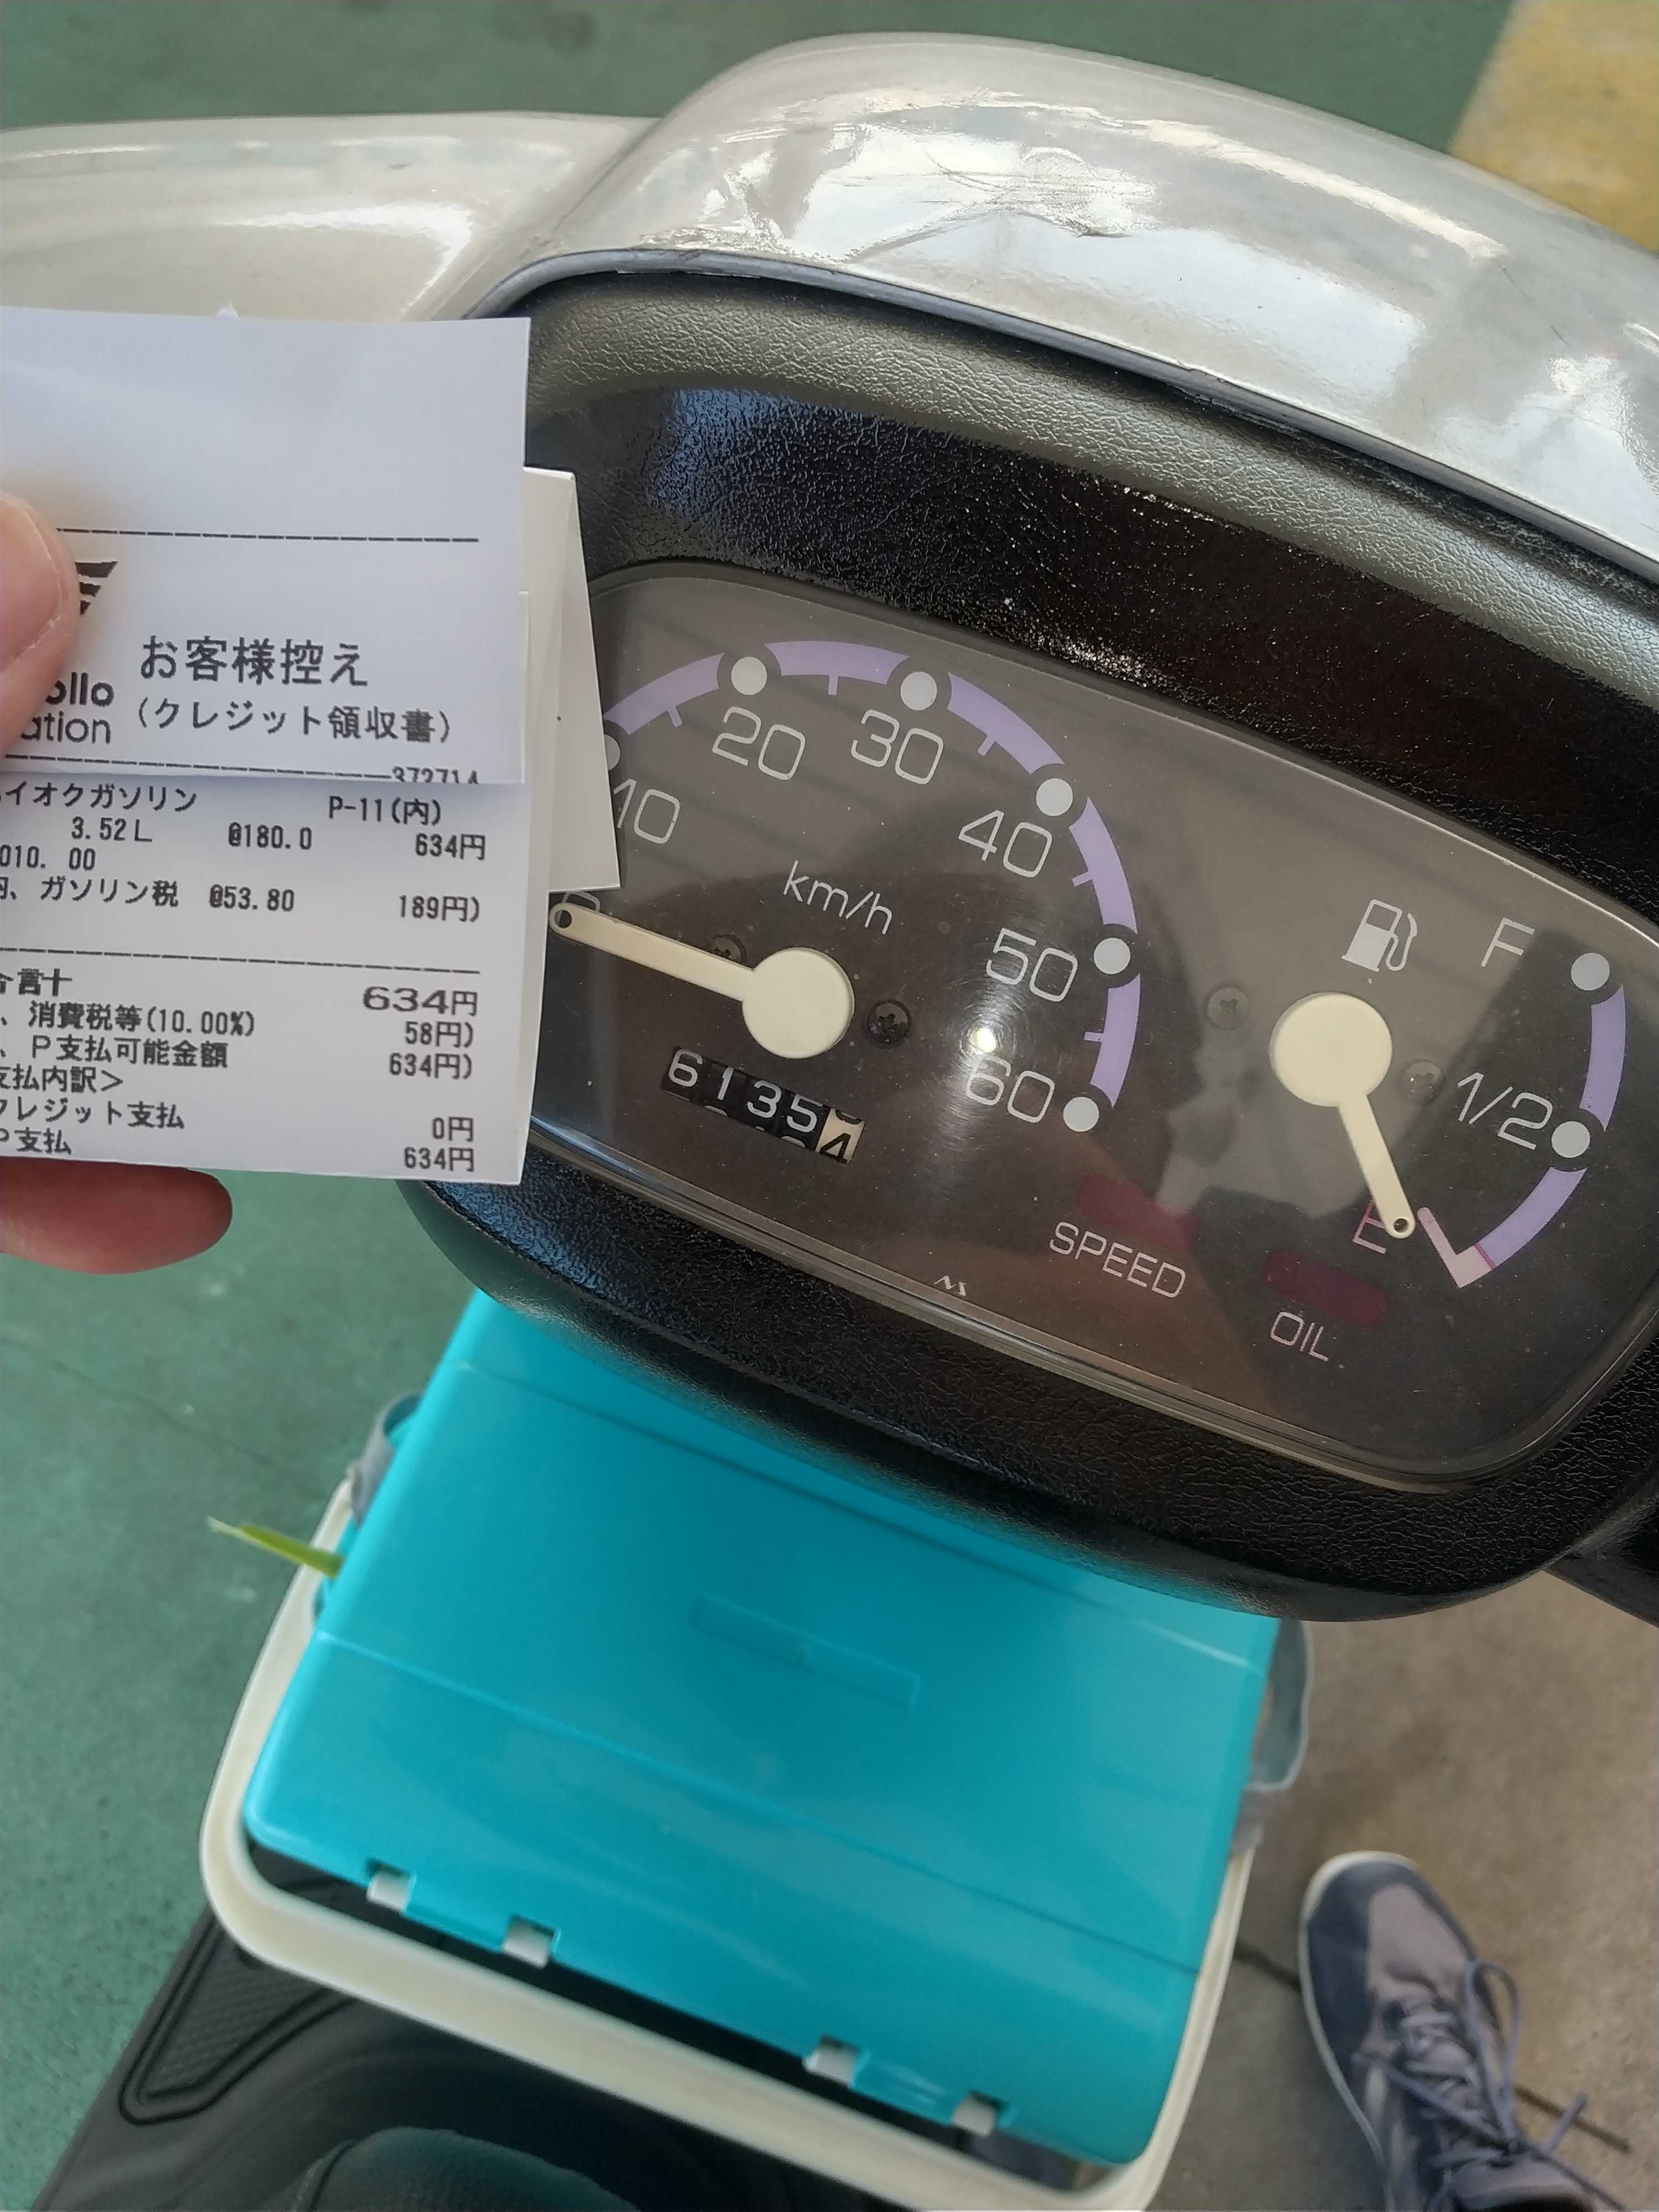 お客様控え
(クレジット領収書)
イオクガソリン P-11(内)
3.52L @180.0 634円
010. 00
、ガソリン税 @53.80 189円)
言十 634円
、消費税等(10.00%) 58円)
、P支払可能金額 634円)
支払内訳>
クレジット支払 0円
P支払 634円
10
20
30
40
50
60
km/h
61354
SPEED
OIL
F
1/2
E